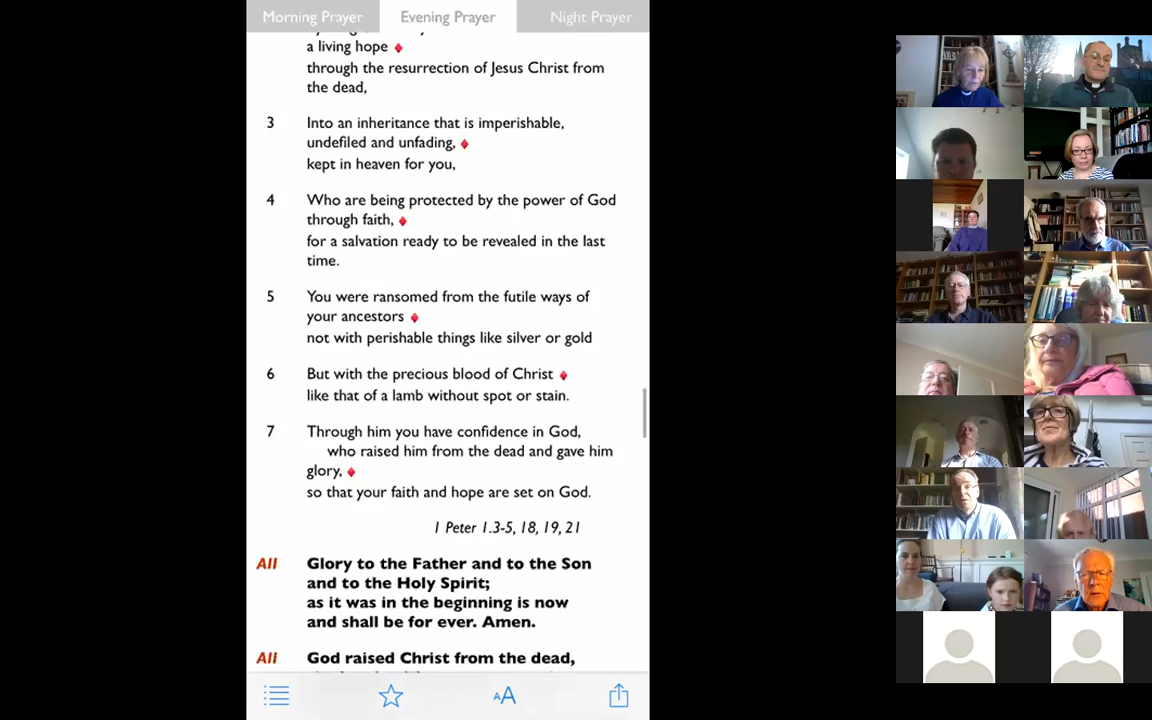 Morning Prayer
Evening Prayer
Night Prayer
a living hope ♦
through the resurrection of Jesus Christ from
the dead,
3 Into an inheritance that is imperishable,
undefiled and unfading, ♦
kept in heaven for you,
4 Who are being protected by the power of God
through faith, ♦
for a salvation ready to be revealed in the last
time.
5 You were ransomed from the futile ways of
your ancestors ♦
not with perishable things like silver or gold
6 But with the precious blood of Christ ♦
like that of a lamb without spot or stain.
7 Through him you have confidence in God,
who raised him from the dead and gave him
glory, ♦
so that your faith and hope are set on God.
1 Peter 1.3-5, 18, 19, 21
All Glory to the Father and to the Son
and to the Holy Spirit;
as it was in the beginning is now
and shall be for ever. Amen.
All God raised Christ from the dead,
AA